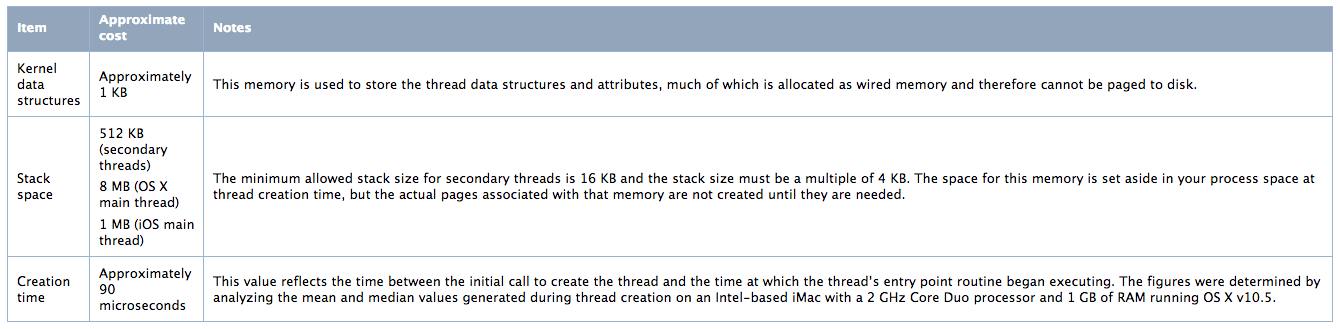 Item
Approximate
cost
Notes
Kernel
data
structures
Approximately
1 KB
This memory is used to store the thread data structures and attributes, much of which is allocated as wired memory and therefore cannot be paged to disk.
Stack
space
512 KB
(secondary
threads)
8 MB (OS X
main thread)
1 MB (iOS main
thread)
The minimum allowed stack size for secondary threads is 16 KB and the stack size must be a multiple of 4 KB. The space for this memory is set aside in your process space at
thread creation time, but the actual pages associated with that memory are not created until they are needed.
Creation
time
Approximately
90
microseconds
This value reflects the time between the initial call to create the thread and the time at which the thread's entry point routine began executing. The figures were determined by
analyzing the mean and median values generated during thread creation on an Intel-based iMac with a 2 GHz Core Duo processor and 1 GB of RAM running OS X v10.5.